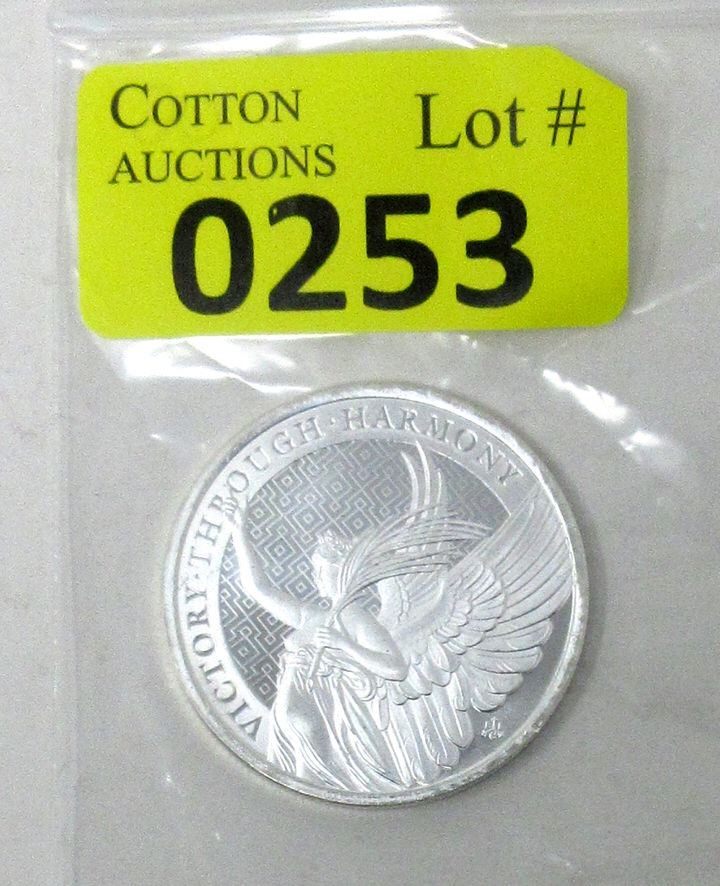 COTTON
AUCTIONS
Lot #
0253
VICTORY·THROUGH·HARMONY